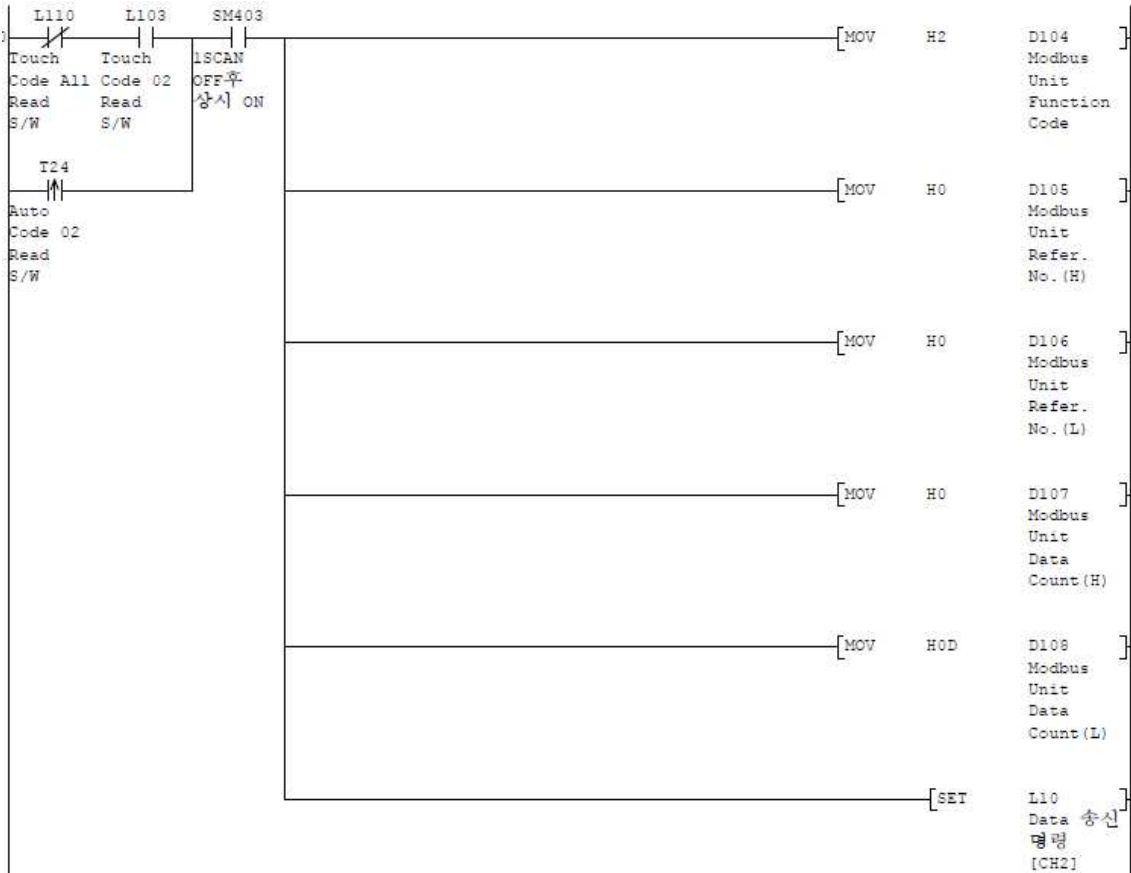 L110 L103 SM403
[MOV H2 D104 ]
Touch Touch 1SCAN Modbus
Code All Code 02 OFF후 Unit
Read Read 상시 ON Function
S/W S/W Code
T24
[MOV H0 D105 ]
Auto Modbus
Code 02 Unit
Read Refer.
S/W No.(H)
[MOV H0 D106 ]
Modbus
Unit
Refer.
No.(L)
[MOV H0 D107 ]
Modbus
Unit
Data
Count(H)
[MOV H0D D108 ]
Modbus
Unit
Data
Count(L)
[SET L10 ]
Data 송신
명령
[CH2]